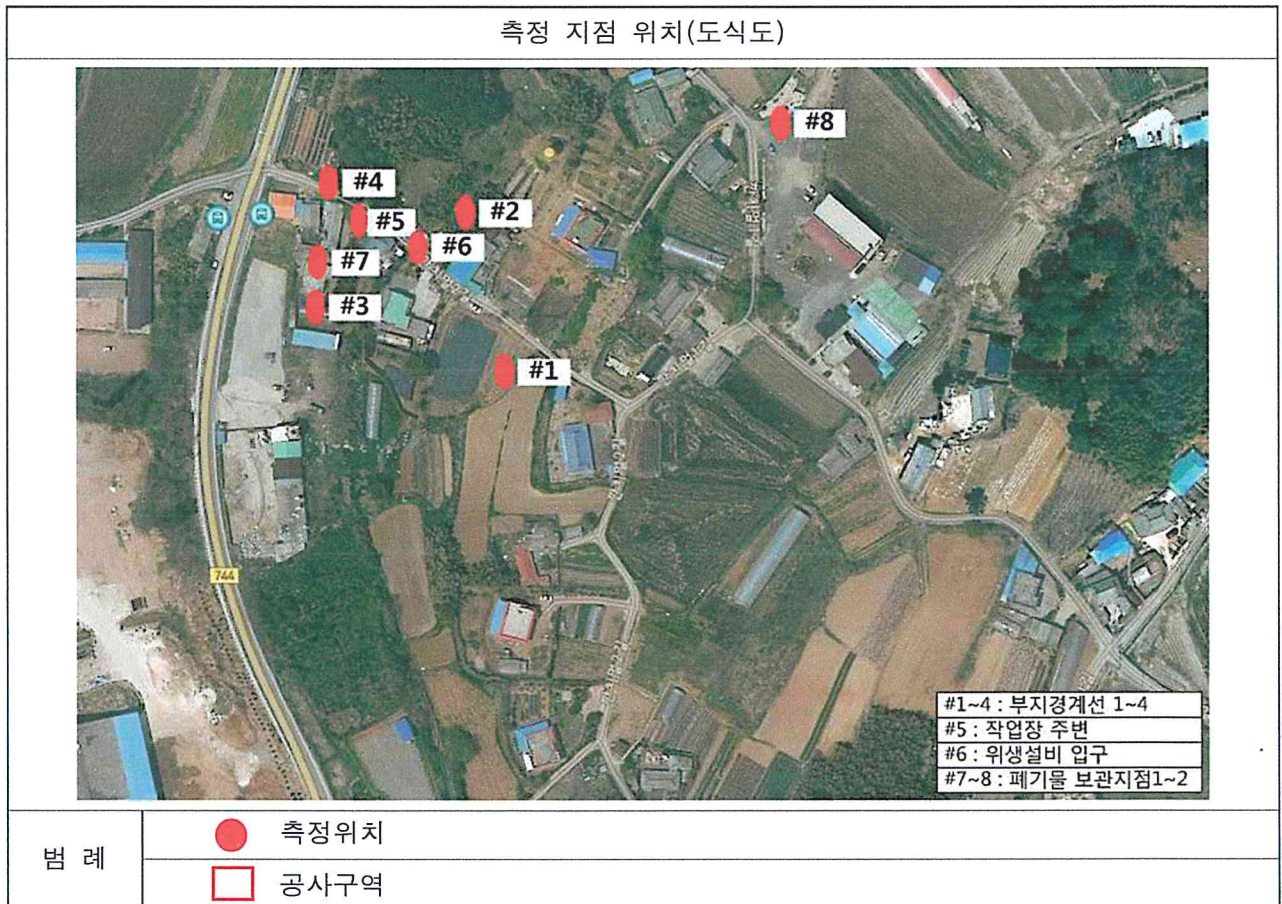 측정 지점 위치(도식도)
#8
#4
#2
#5
#6
#7
#3
#1
744
#1~4 : 부지경계선 1~4
#5 : 작업장 주변
#6 : 위생설비 입구
#7~8 : 폐기물 보관지점1~2
범 례
측정위치
공사구역